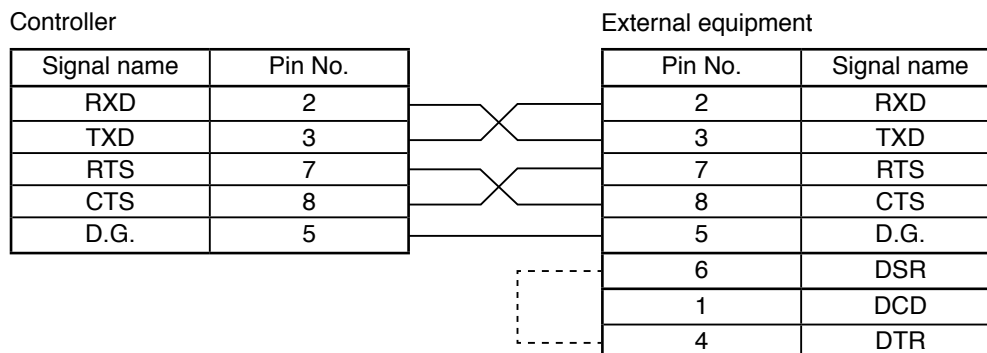 Controller
Signal name Pin No.
RXD 2
TXD 3
RTS 7
CTS 8
D.G. 5
External equipment
Pin No. Signal name
2 RXD
3 TXD
7 RTS
8 CTS
5 D.G.
6 DSR
1 DCD
4 DTR